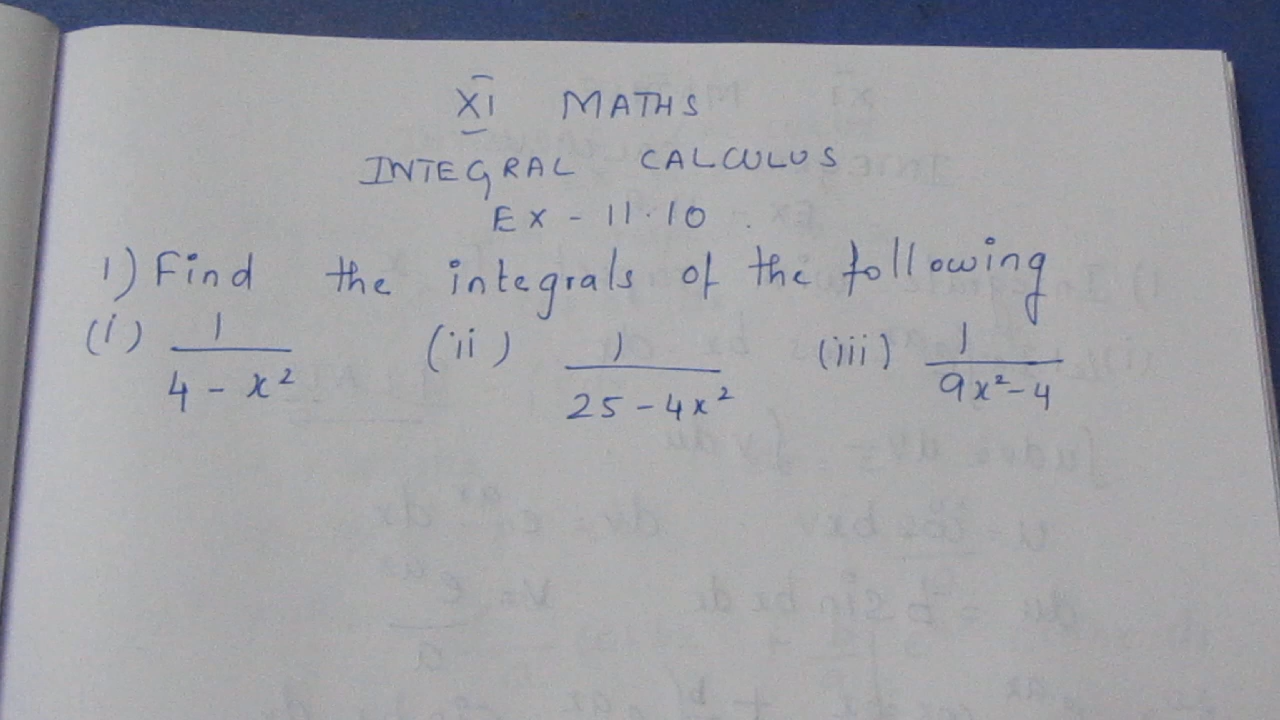 XI MATHS
INTEGRAL CALCULUS
EX - 11.10.
1) Find the integrals of the following
(i) 1/(4 - x²) (ii) 1/(25 - 4x²) (iii) 1/(9x² - 4)